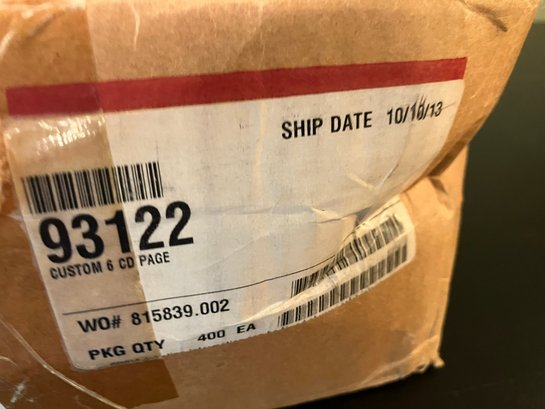 SHIP DATE 10/10/13
93122
CUSTOM 6 CD PAGE
WO# 815839.002
PKG QTY 400 EA